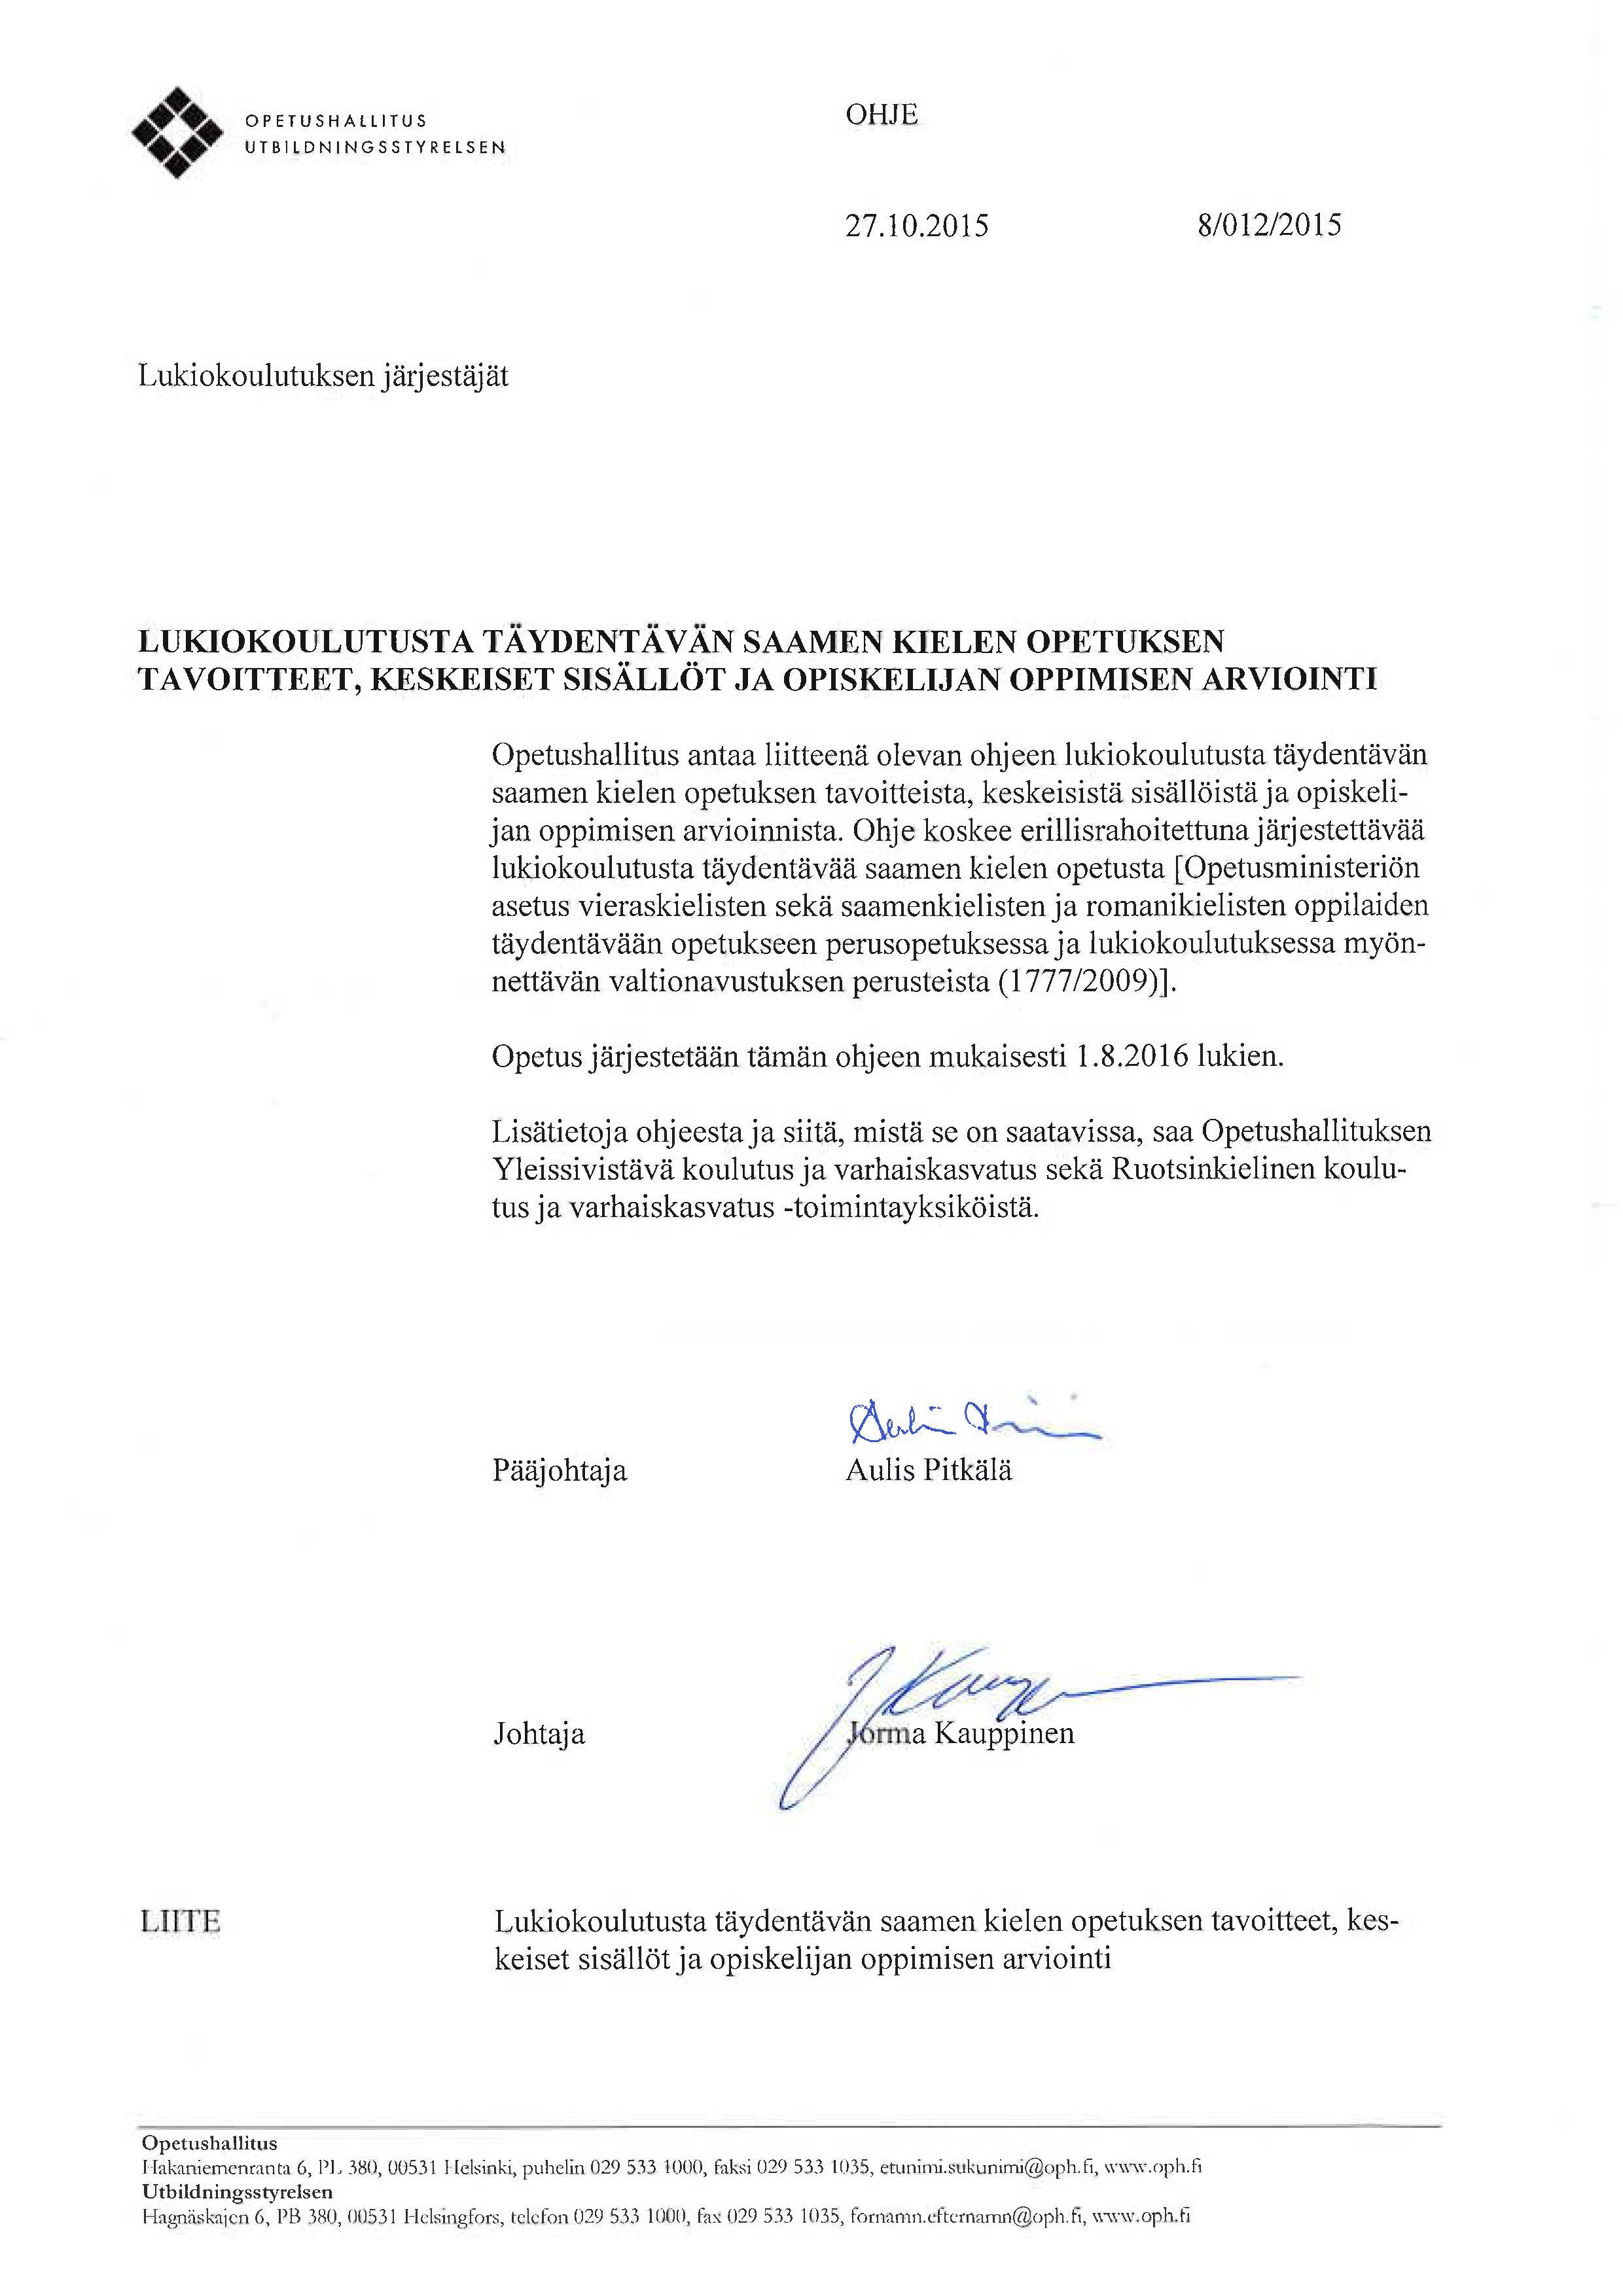 OPETUSHALLITUS
UTBILDNINGSSTYRELSEN
OHJE
27.10.2015 8/012/2015
Lukiokoulutuksen järjestäjät
LUKIOKOULUTUSTA TÄYDENTÄVÄN SAAMEN KIELEN OPETUKSEN
TAVOITTEET, KESKEISET SISÄLLÖT JA OPISKELIJAN OPPIMISEN ARVIOINTI
Opetushallitus antaa liitteenä olevan ohjeen lukiokoulutusta täydentävän
saamen kielen opetuksen tavoitteista, keskeisistä sisällöistä ja opiskeli-
jan oppimisen arvioinnista. Ohje koskee erillisrahoitettuna järjestettävää
lukiokoulutusta täydentävää saamen kielen opetusta [Opetusministeriön
asetus vieraskielisten sekä saamenkielisten ja romanikielisten oppilaiden
täydentävään opetukseen perusopetuksessa ja lukiokoulutuksessa myön-
nettävän valtionavustuksen perusteista (1777/2009)].
Opetus järjestetään tämän ohjeen mukaisesti 1.8.2016 lukien.
Lisätietoja ohjeesta ja siitä, mistä se on saatavissa, saa Opetushallituksen
Yleissivistävä koulutus ja varhaiskasvatus sekä Ruotsinkielinen koulu-
tus ja varhaiskasvatus -toimintayksiköistä.
Pääjohtaja Aulis Pitkälä
Johtaja Jorma Kauppinen
LIITE Lukiokoulutusta täydentävän saamen kielen opetuksen tavoitteet, kes-
keiset sisällöt ja opiskelijan oppimisen arviointi
Opetushallitus
Hakaniemenranta 6, PL 380, 00531 Helsinki, puhelin 029 533 1000, faksi 029 533 1035, etunimi.sukunimi@oph.fi, www.oph.fi
Utbildningsstyrelsen
Hagnäskajen 6, PB 380, 00531 Helsingfors, telefon 029 533 1000, fax 029 533 1035, fornamn.efternamn@oph.fi, www.oph.fi